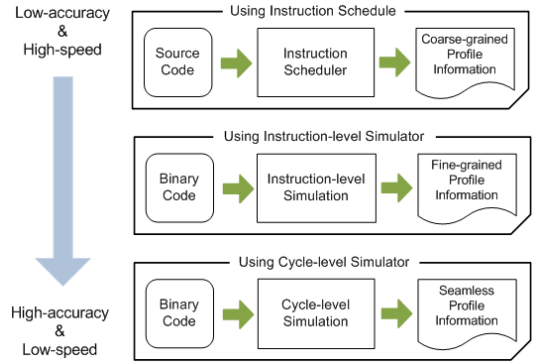 Low-accuracy
&
High-speed
Using Instruction Schedule
Source
Code
Instruction
Scheduler
Coarse-grained
Profile
Information
Using Instruction-level Simulator
Binary
Code
Instruction-level
Simulation
Fine-grained
Profile
Information
Using Cycle-level Simulator
Binary
Code
Cycle-level
Simulation
Seamless
Profile
Information
High-accuracy
&
Low-speed